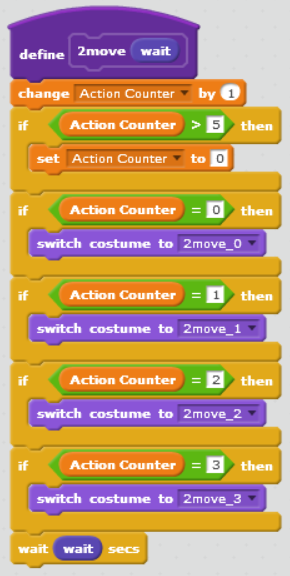 define 2move wait
change Action Counter by 1
if Action Counter > 5 then
set Action Counter to 0
if Action Counter = 0 then
switch costume to 2move_0
if Action Counter = 1 then
switch costume to 2move_1
if Action Counter = 2 then
switch costume to 2move_2
if Action Counter = 3 then
switch costume to 2move_3
wait wait secs